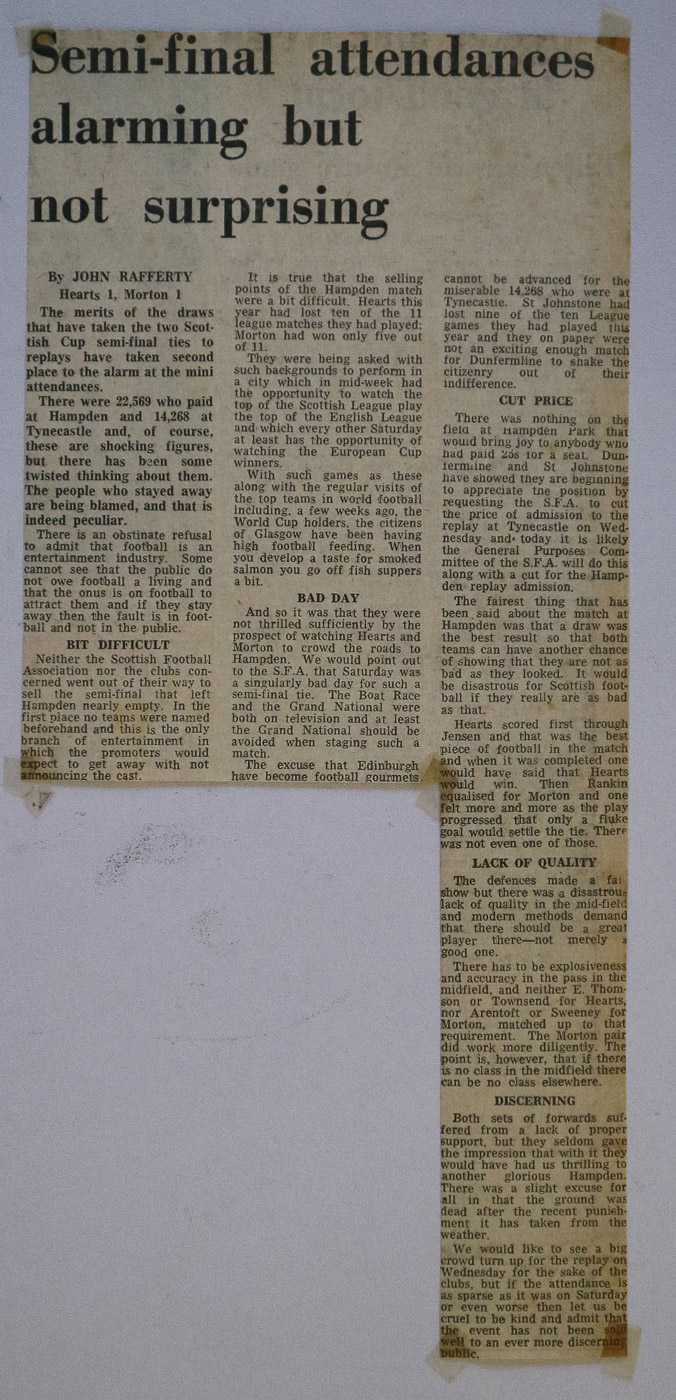 Semi-final attendances
alarming but
not surprising
By JOHN RAFFERTY
Hearts 1, Morton 1
The merits of the draws
that have taken the two Scot-
tish Cup semi-final ties to
replays have taken second
place to the alarm at the mini
attendances.
There were 22,569 who paid
at Hampden and 14,268 at
Tynecastle and, of course,
these are shocking figures,
but there has been some
twisted thinking about them.
The people who stayed away
are being blamed, and that is
indeed peculiar.
There is an obstinate refusal
to admit that football is an
entertainment industry. Some
cannot see that the public do
not owe football a living and
that the onus is on football to
attract them and if they stay
away then the fault is in foot-
ball and not in the public.
BIT DIFFICULT
Neither the Scottish Football
Association nor the clubs con-
cerned went out of their way to
sell the semi-final that left
Hampden nearly empty. In the
first place no teams were named
beforehand and this is the only
branch of entertainment in
which the promoters would
expect to get away with not
announcing the cast.
It is true that the selling
points of the Hampden match
were a bit difficult. Hearts this
year had lost ten of the 11
league matches they had played;
Morton had won only five out
of 11.
They were being asked with
such backgrounds to perform in
a city which in mid-week had
the opportunity to watch the
top of the Scottish League play
the top of the English League
and which every other Saturday
at least has the opportunity of
watching the European Cup
winners.
With such games as these
along with the regular visits of
the top teams in world football
including, a few weeks ago, the
World Cup holders, the citizens
of Glasgow have been having
high football feeding. When
you develop a taste for smoked
salmon you go off fish suppers
a bit.
BAD DAY
And so it was that they were
not thrilled sufficiently by the
prospect of watching Hearts and
Morton to crowd the roads to
Hampden. We would point out
to the S.F.A. that Saturday was
a singularly bad day for such a
semi-final tie. The Boat Race
and the Grand National were
both on television and at least
the Grand National should be
avoided when staging such a
match.
The excuse that Edinburgh
have become football gourmets
cannot be advanced for the
miserable 14,268 who were at
Tynecastle. St Johnstone had
lost nine of the ten League
games they had played this
year and they on paper were
not an exciting enough match
for Dunfermline to shake the
citizenry out of their
indifference.
CUT PRICE
There was nothing on the
field at Hampden Park that
would bring joy to anybody who
had paid 25s for a seat. Dun-
fermline and St Johnstone
have showed they are beginning
to appreciate the position by
requesting the S.F.A. to cut
the price of admission to the
replay at Tynecastle on Wed-
nesday and today it is likely
the General Purposes Com-
mittee of the S.F.A. will do this
along with a cut for the Hamp-
den replay admission.
The fairest thing that has
been said about the match at
Hampden was that a draw was
the best result so that both
teams can have another chance
of showing that they are not as
bad as they looked. It would
be disastrous for Scottish foot-
ball if they really are as bad
as that.
Hearts scored first through
Jensen and that was the best
piece of football in the match
and when it was completed one
would have said that Hearts
would win. Then Rankin
equalised for Morton and one
felt more and more as the play
progressed that only a fluke
goal would settle the tie. There
was not even one of those.
LACK OF QUALITY
The defences made a fai
show but there was a disastrous
lack of quality in the mid-field
and modern methods demand
that there should be a great
player there—not merely a
good one.
There has to be explosiveness
and accuracy in the pass in the
midfield, and neither E. Thom-
son or Townsend for Hearts,
nor Arentoft or Sweeney for
Morton, matched up to that
requirement. The Morton pair
did work more diligently. The
point is, however, that if there
is no class in the midfield there
can be no class elsewhere.
DISCERNING
Both sets of forwards suf-
fered from a lack of proper
support, but they seldom gave
the impression that with it they
would have had us thrilling to
another glorious Hampden.
There was a slight excuse for
all in that the ground was
dead after the recent punish-
ment it has taken from the
weather.
We would like to see a big
crowd turn up for the replay on
Wednesday for the sake of the
clubs, but if the attendance is
as sparse as it was on Saturday
or even worse then let us be
cruel to be kind and admit that
the event has not been sold
well to an ever more discerning
public.